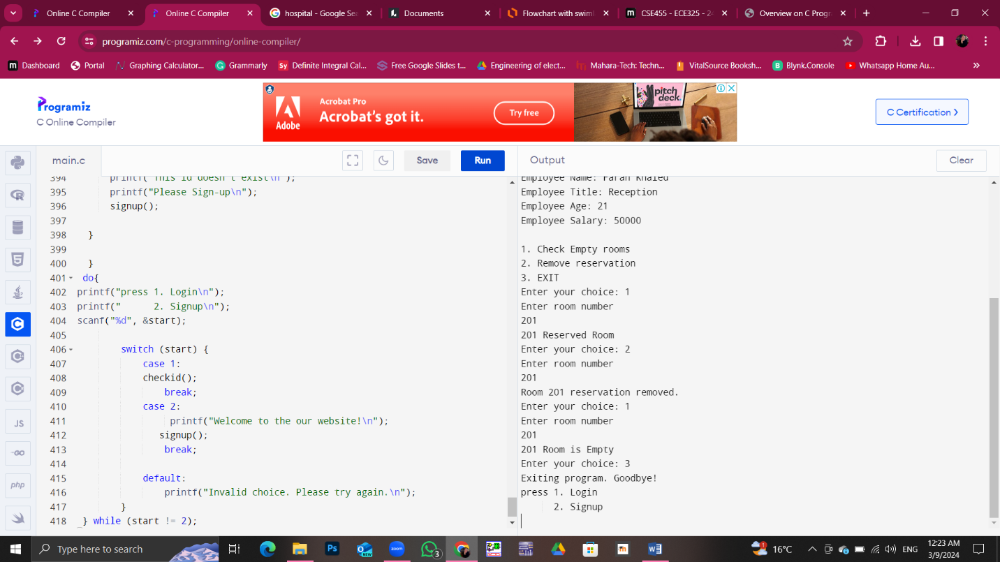 Online C Compiler
Online C Compiler
hospital - Google Sea
Documents
Flowchart with swiml
CSE455 - ECE325 - 24
Overview on C Progr
programiz.com/c-programming/online-compiler/
Dashboard
Portal
Graphing Calculator...
Grammarly
Sy Definite Integral Cal...
Free Google Slides t...
Engineering of elect...
Mahara-Tech: Techn...
VitalSource Booksh...
B Blynk.Console
Whatsapp Home Au...
Programiz
C Online Compiler
Adobe
Acrobat Pro
Acrobat's got it.
Try free
pitch
deck.
C Certification
main.c
Save
Run
Output
Clear
R
JS
GO
php
394 printf("This id doesn't exist\n");
395 printf("Please Sign-up\n");
396 signup();
397
398 }
399
400 }
401 do{
402 printf("press 1. Login\n");
403 printf("      2. Signup\n");
404 scanf("%d", &start);
405
406 switch (start) {
407 case 1:
408 checkid();
409 break;
410 case 2:
411 printf("Welcome to the our website!\n");
412 signup();
413 break;
414
415 default:
416 printf("Invalid choice. Please try again.\n");
417 }
418 } while (start != 2);
Employee Name: Farah Khaled
Employee Title: Reception
Employee Age: 21
Employee Salary: 50000
1. Check Empty rooms
2. Remove reservation
3. EXIT
Enter your choice: 1
Enter room number
201
201 Reserved Room
Enter your choice: 2
Enter room number
201
Room 201 reservation removed.
Enter your choice: 1
Enter room number
201
201 Room is Empty
Enter your choice: 3
Exiting program. Goodbye!
press 1. Login
2. Signup
Type here to search
Ps
NEW
zoom
3
m
W
1
16°C
ENG
12:23 AM
3/9/2024